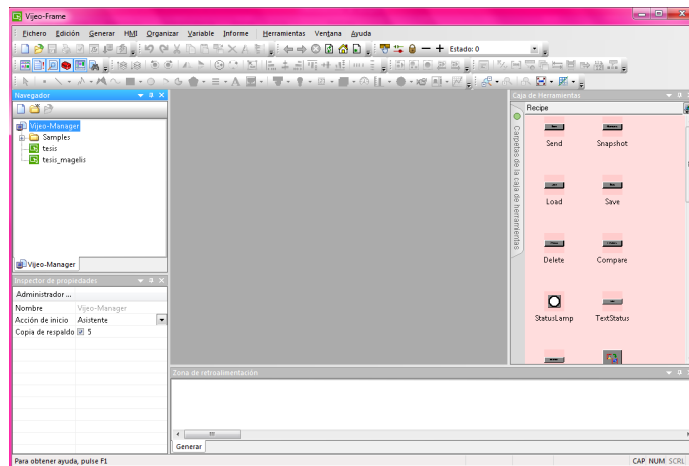 Vijeo-Frame
Fichero Edición Generar HMI Organizar Variable Informe Herramientas Ventana Ayuda
Estado: 0
Navegador
Vijeo-Manager
Samples
tesis
tesis_magelis
Vijeo-Manager
Inspector de propiedades
Administrador ...
Nombre Vijeo-Manager
Acción de inicio Asistente
Copia de respaldo 5
Caja de Herramientas
Recipe
Carpetas de la caja de herramientas
Send Snapshot
Load Save
Delete Compare
StatusLamp TextStatus
Zona de retroalimentación
Generar
Para obtener ayuda, pulse F1
CAP NUM SCRL